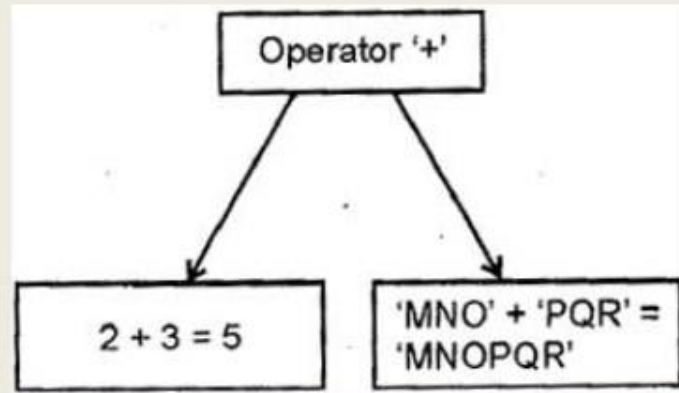 Operator ‘+’
2 + 3 = 5
‘MNO’ + ‘PQR’ =
‘MNOPQR’